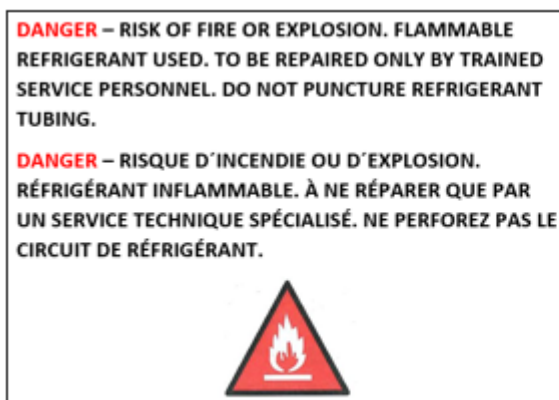 DANGER – RISK OF FIRE OR EXPLOSION. FLAMMABLE
REFRIGERANT USED. TO BE REPAIRED ONLY BY TRAINED
SERVICE PERSONNEL. DO NOT PUNCTURE REFRIGERANT
TUBING.
DANGER – RISQUE D´INCENDIE OU D´EXPLOSION.
RÉFRIGÉRANT INFLAMMABLE. À NE RÉPARER QUE PAR
UN SERVICE TECHNIQUE SPÉCIALISÉ. NE PERFOREZ PAS LE
CIRCUIT DE RÉFRIGÉRANT.